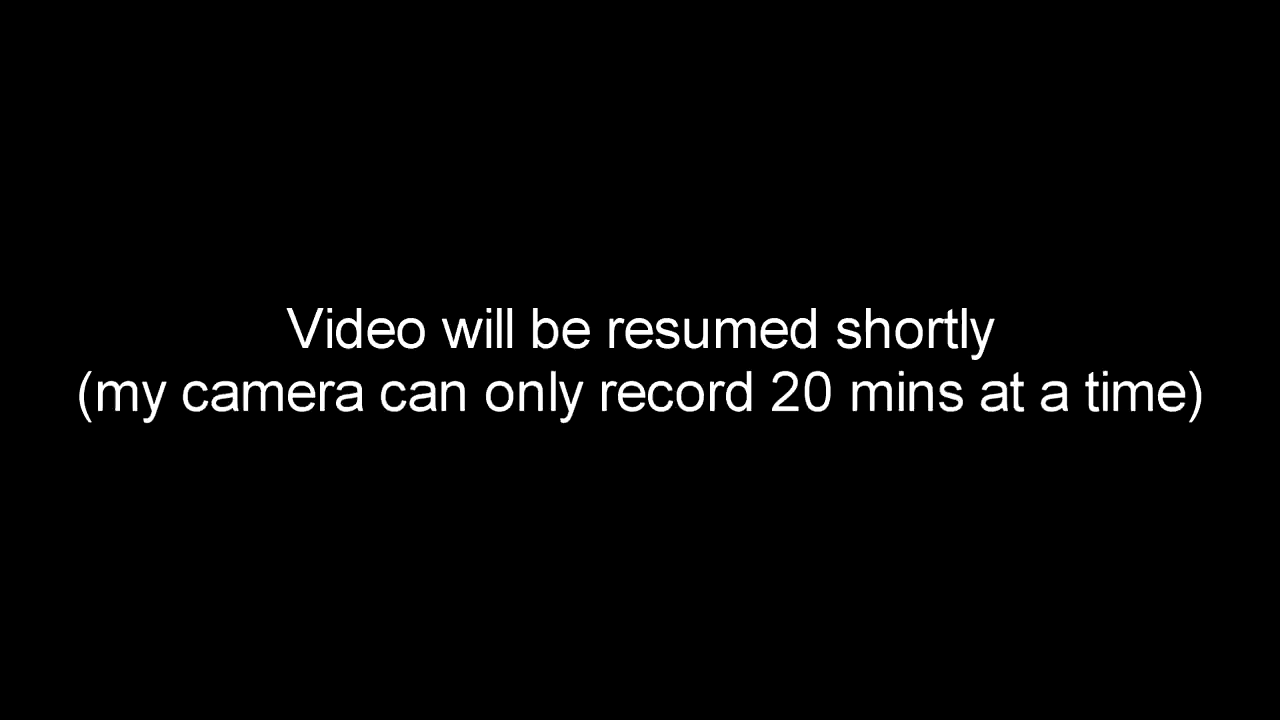 Video will be resumed shortly
(my camera can only record 20 mins at a time)